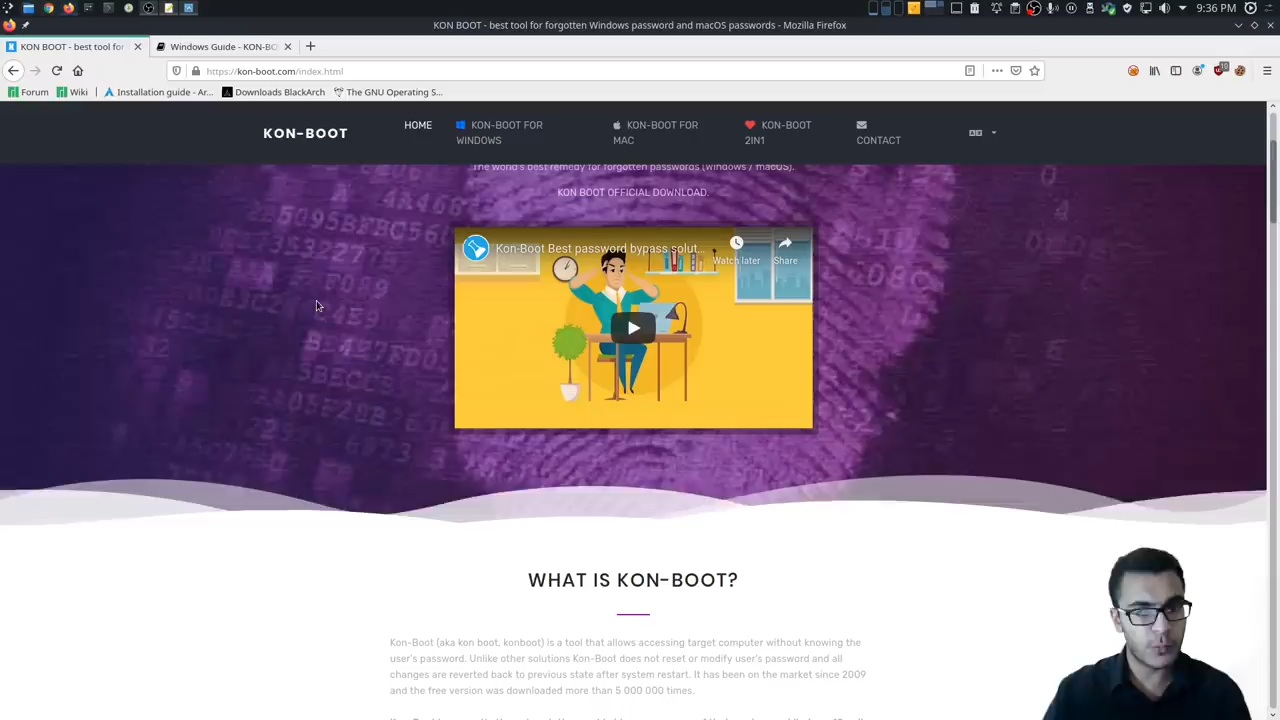 9:36 PM
KON BOOT - best tool for forgotten Windows password and macOS passwords - Mozilla Firefox
KON BOOT - best tool for
Windows Guide - KON-BO
https://kon-boot.com/index.html
Forum
Wiki
Installation guide - Ar...
Downloads BlackArch
The GNU Operating S...
KON-BOOT
HOME
KON-BOOT FOR
WINDOWS
KON-BOOT FOR
MAC
KON-BOOT
2IN1
CONTACT
The world's best remedy for forgotten passwords (Windows / macOS).
KON BOOT OFFICIAL DOWNLOAD.
Kon-Boot Best password bypass solut...
Watch later
Share
WHAT IS KON-BOOT?
Kon-Boot (aka kon boot, konboot) is a tool that allows accessing target computer without knowing the
user's password. Unlike other solutions Kon-Boot does not reset or modify user's password and all
changes are reverted back to previous state after system restart. It has been on the market since 2009
and the free version was downloaded more than 5 000 000 times.